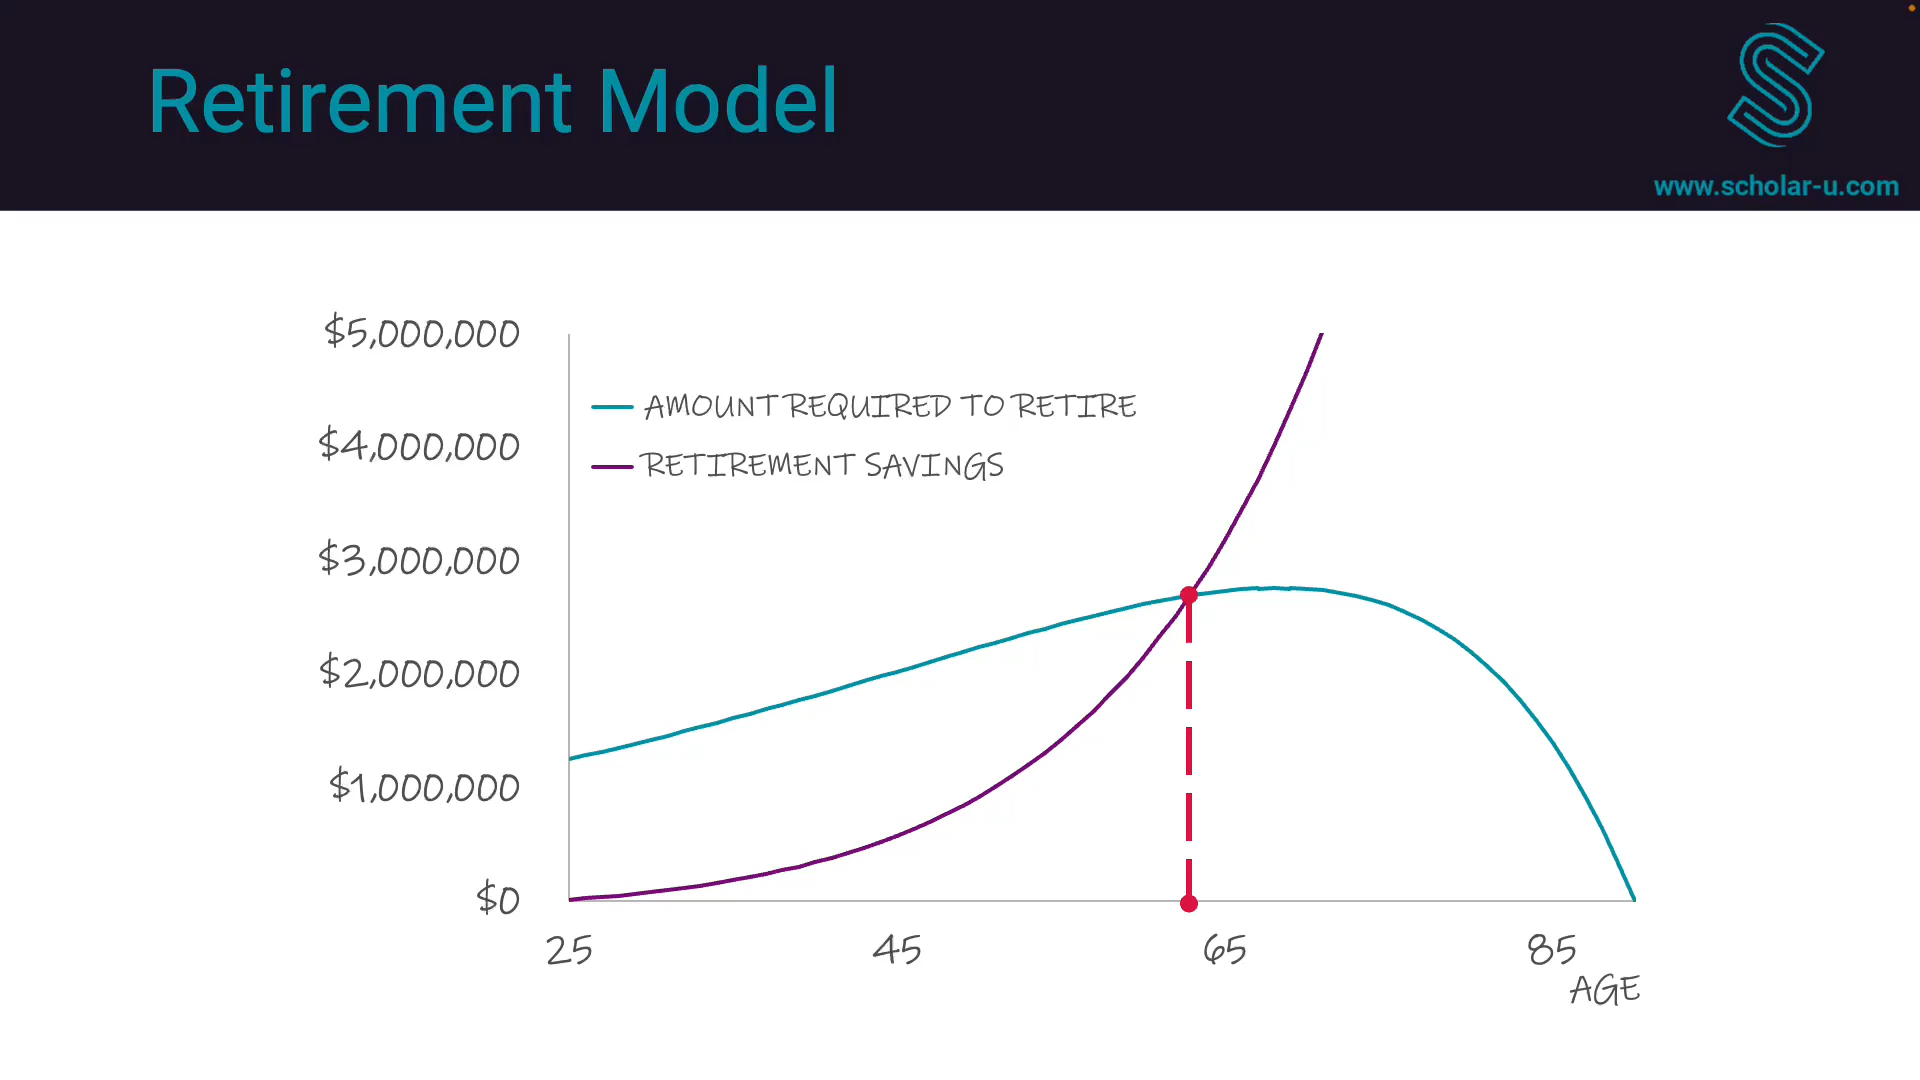 Retirement Model
www.scholar-u.com
$5,000,000
AMOUNT REQUIRED TO RETIRE
$4,000,000
RETIREMENT SAVINGS
$3,000,000
$2,000,000
$1,000,000
$0
25 45 65 85
AGE